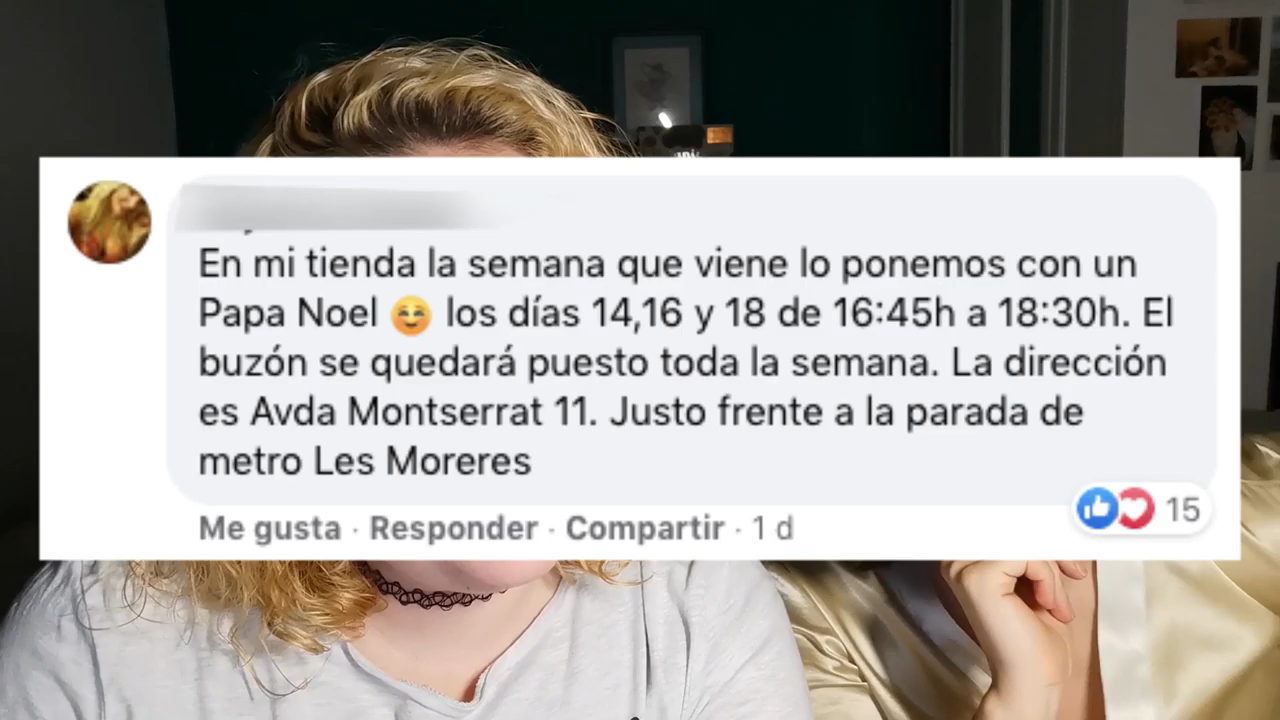 En mi tienda la semana que viene lo ponemos con un
Papa Noel ☺️ los días 14,16 y 18 de 16:45h a 18:30h. El
buzón se quedará puesto toda la semana. La dirección
es Avda Montserrat 11. Justo frente a la parada de
metro Les Moreres
Me gusta · Responder · Compartir · 1 d
15